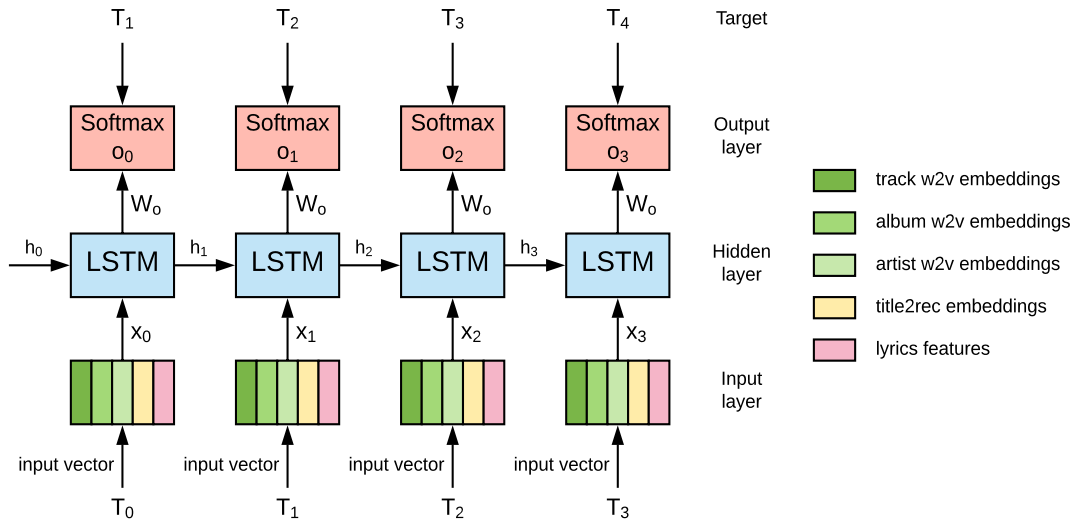 T₁ T₂ T₃ T₄ Target
Softmax Softmax Softmax Softmax Output
o₀ o₁ o₂ o₃ layer
Wₒ Wₒ Wₒ Wₒ
h₀ LSTM h₁ LSTM h₂ LSTM h₃ LSTM Hidden
layer
x₀ x₁ x₂ x₃
Input
layer
input vector input vector input vector input vector
T₀ T₁ T₂ T₃
track w2v embeddings
album w2v embeddings
artist w2v embeddings
title2rec embeddings
lyrics features